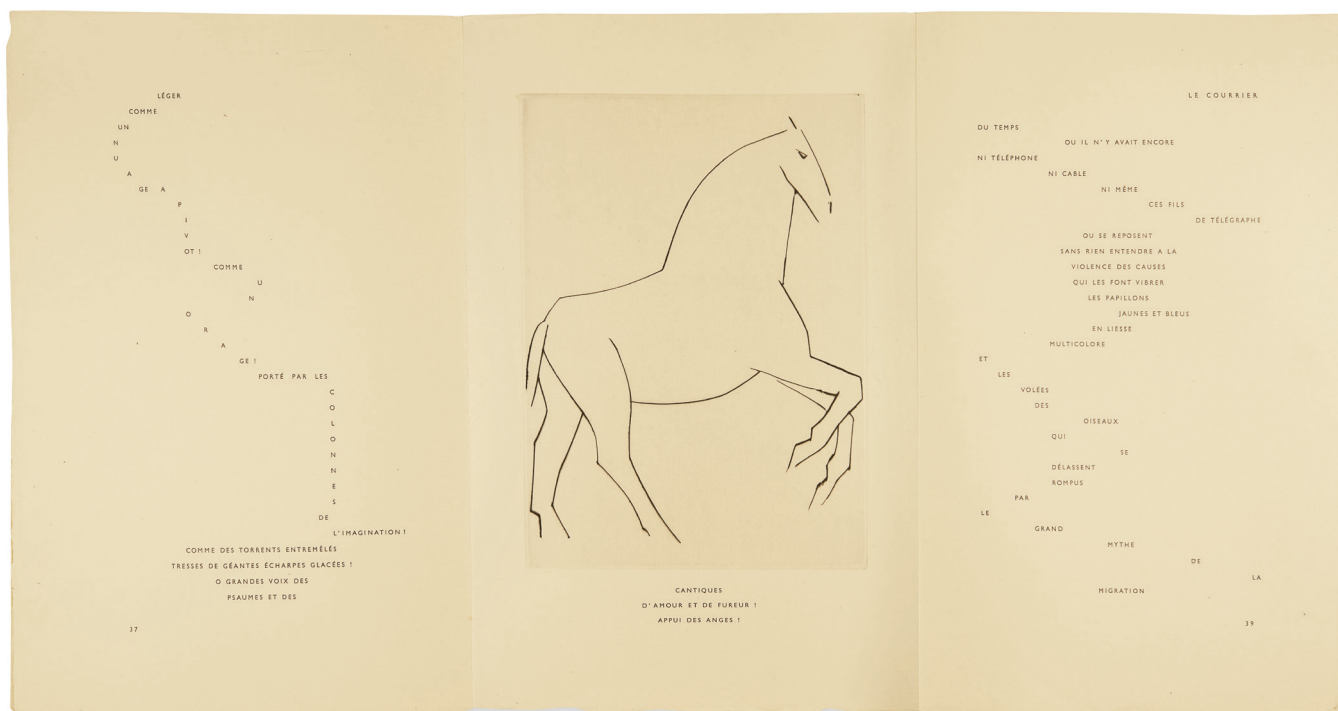 LÉGER
COMME
UN
N
U
A
GE A
P
I
V
OT !
COMME
U
N
O
R
A
GE !
PORTÉ PAR LES
C
O
L
O
N
N
E
S
DE
L'IMAGINATION !
COMME DES TORRENTS ENTREMÊLÉS
TRESSES DE GÉANTES ÉCHARPES GLACÉES !
O GRANDES VOIX DES
PSAUMES ET DES
37
CANTIQUES
D'AMOUR ET DE FUREUR !
APPUI DES ANGES !
LE COURRIER
DU TEMPS
OU IL N'Y AVAIT ENCORE
NI TÉLÉPHONE
NI CABLE
NI MÊME
CES FILS
DE TÉLÉGRAPHE
OU SE REPOSENT
SANS RIEN ENTENDRE A LA
VIOLENCE DES CAUSES
QUI LES FONT VIBRER
LES PAPILLONS
JAUNES ET BLEUS
EN LIESSE
MULTICOLORE
ET
LES
VOLÉES
DES
OISEAUX
QUI
SE
DÉLASSENT
ROMPUS
PAR
LE
GRAND
MYTHE
DE
LA
MIGRATION
39